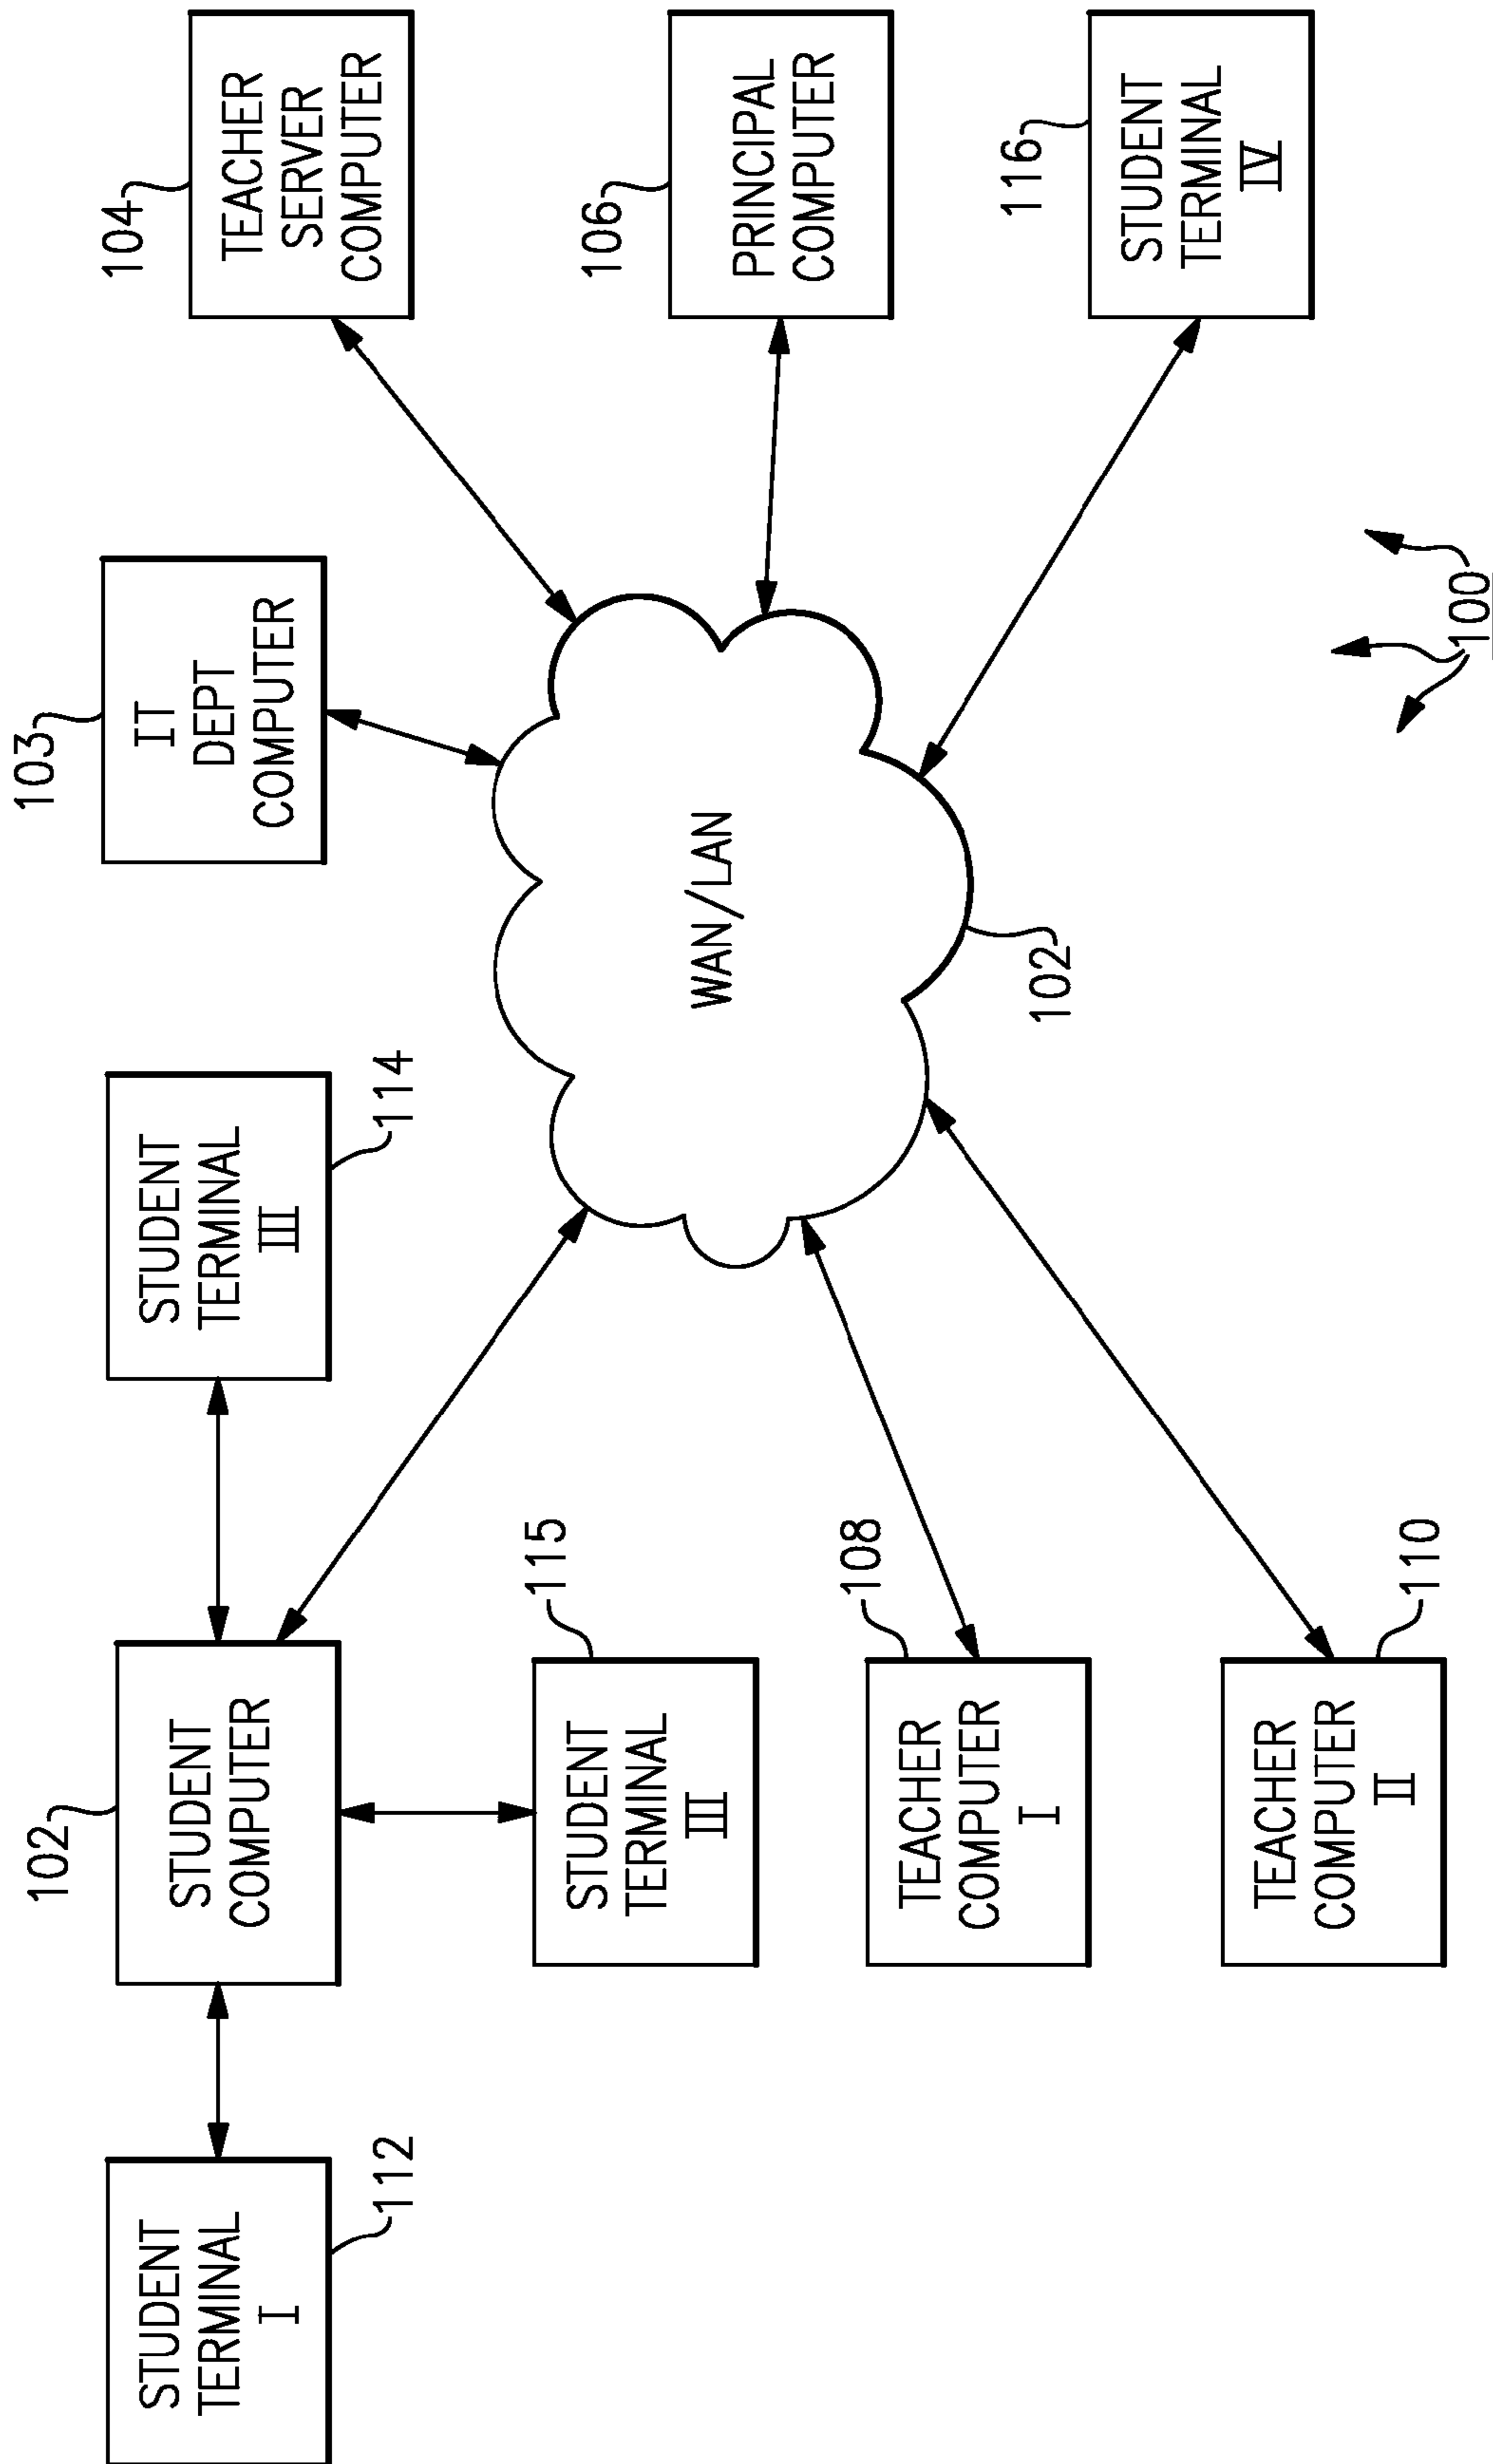 102
103
104
STUDENT
TERMINAL
I
112
STUDENT
COMPUTER
STUDENT
TERMINAL
III
114
IT
DEPT
COMPUTER
TEACHER
SERVER
COMPUTER
115
STUDENT
TERMINAL
III
WAN/LAN
106
PRINCIPAL
COMPUTER
108
TEACHER
COMPUTER
I
102
116
STUDENT
TERMINAL
IV
110
TEACHER
COMPUTER
II
100